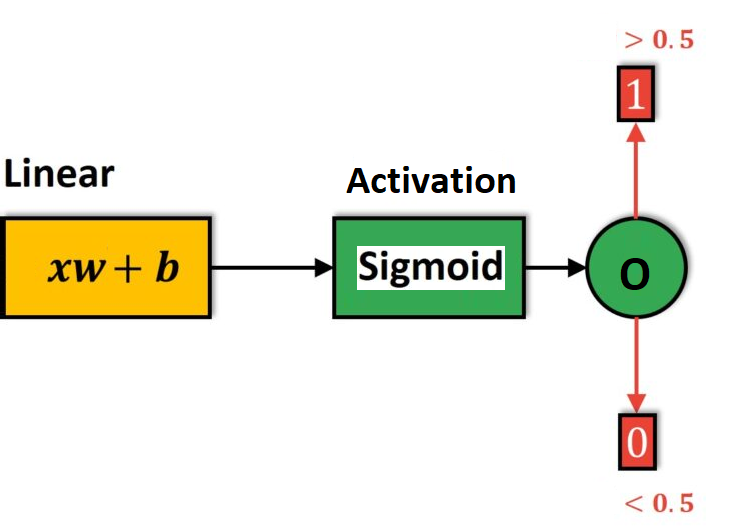 > 0.5
1
Linear
Activation
xw + b
Sigmoid
O
0
< 0.5